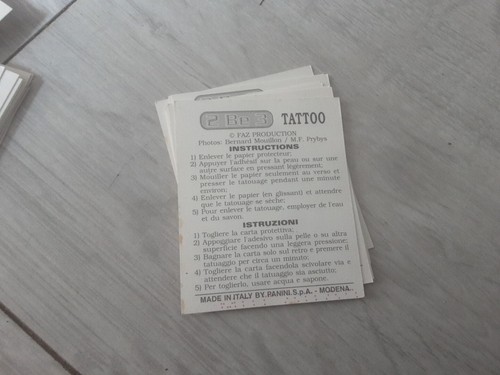 2 Be 3 TATTOO
© FAZ PRODUCTION
Photos: Bernard Mouillon / M.F. Prybys
INSTRUCTIONS
1) Enlever le papier protecteur;
2) Appuyer l'adhésif sur la peau ou sur une
autre surface en pressant légèrement;
3) Mouiller le papier seulement au verso et
presser le tatouage pendant une minute
environ;
4) Enlever le papier (en glissant) et attendre
que le tatouage se sèche;
5) Pour enlever le tatouage, employer de l'eau
et du savon.
ISTRUZIONI
1) Togliere la carta protettiva;
2) Appoggiare l'adesivo sulla pelle o su altra
superficie facendo una leggera pressione;
3) Bagnare la carta solo sul retro e premere il
tatuaggio per circa un minuto;
4) Togliere la carta facendola scivolare via e
attendere che il tatuaggio sia asciutto;
5) Per toglierlo, usare acqua e sapone.
MADE IN ITALY BY PANINI S.p.A. - MODENA